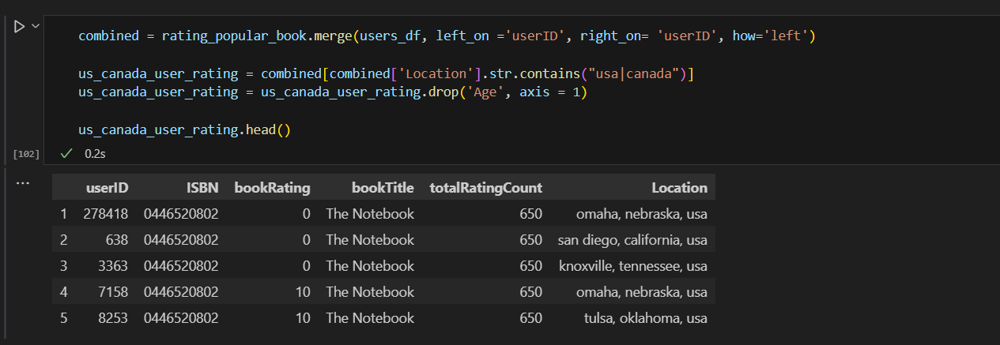 combined = rating_popular_book.merge(users_df, left_on ='userID', right_on= 'userID', how='left')
us_canada_user_rating = combined[combined['Location'].str.contains("usa|canada")]
us_canada_user_rating = us_canada_user_rating.drop('Age', axis = 1)
us_canada_user_rating.head()
[102] 0.2s
... userID ISBN bookRating bookTitle totalRatingCount Location
1 278418 0446520802 0 The Notebook 650 omaha, nebraska, usa
2 638 0446520802 0 The Notebook 650 san diego, california, usa
3 3363 0446520802 0 The Notebook 650 knoxville, tennessee, usa
4 7158 0446520802 10 The Notebook 650 omaha, nebraska, usa
5 8253 0446520802 10 The Notebook 650 tulsa, oklahoma, usa